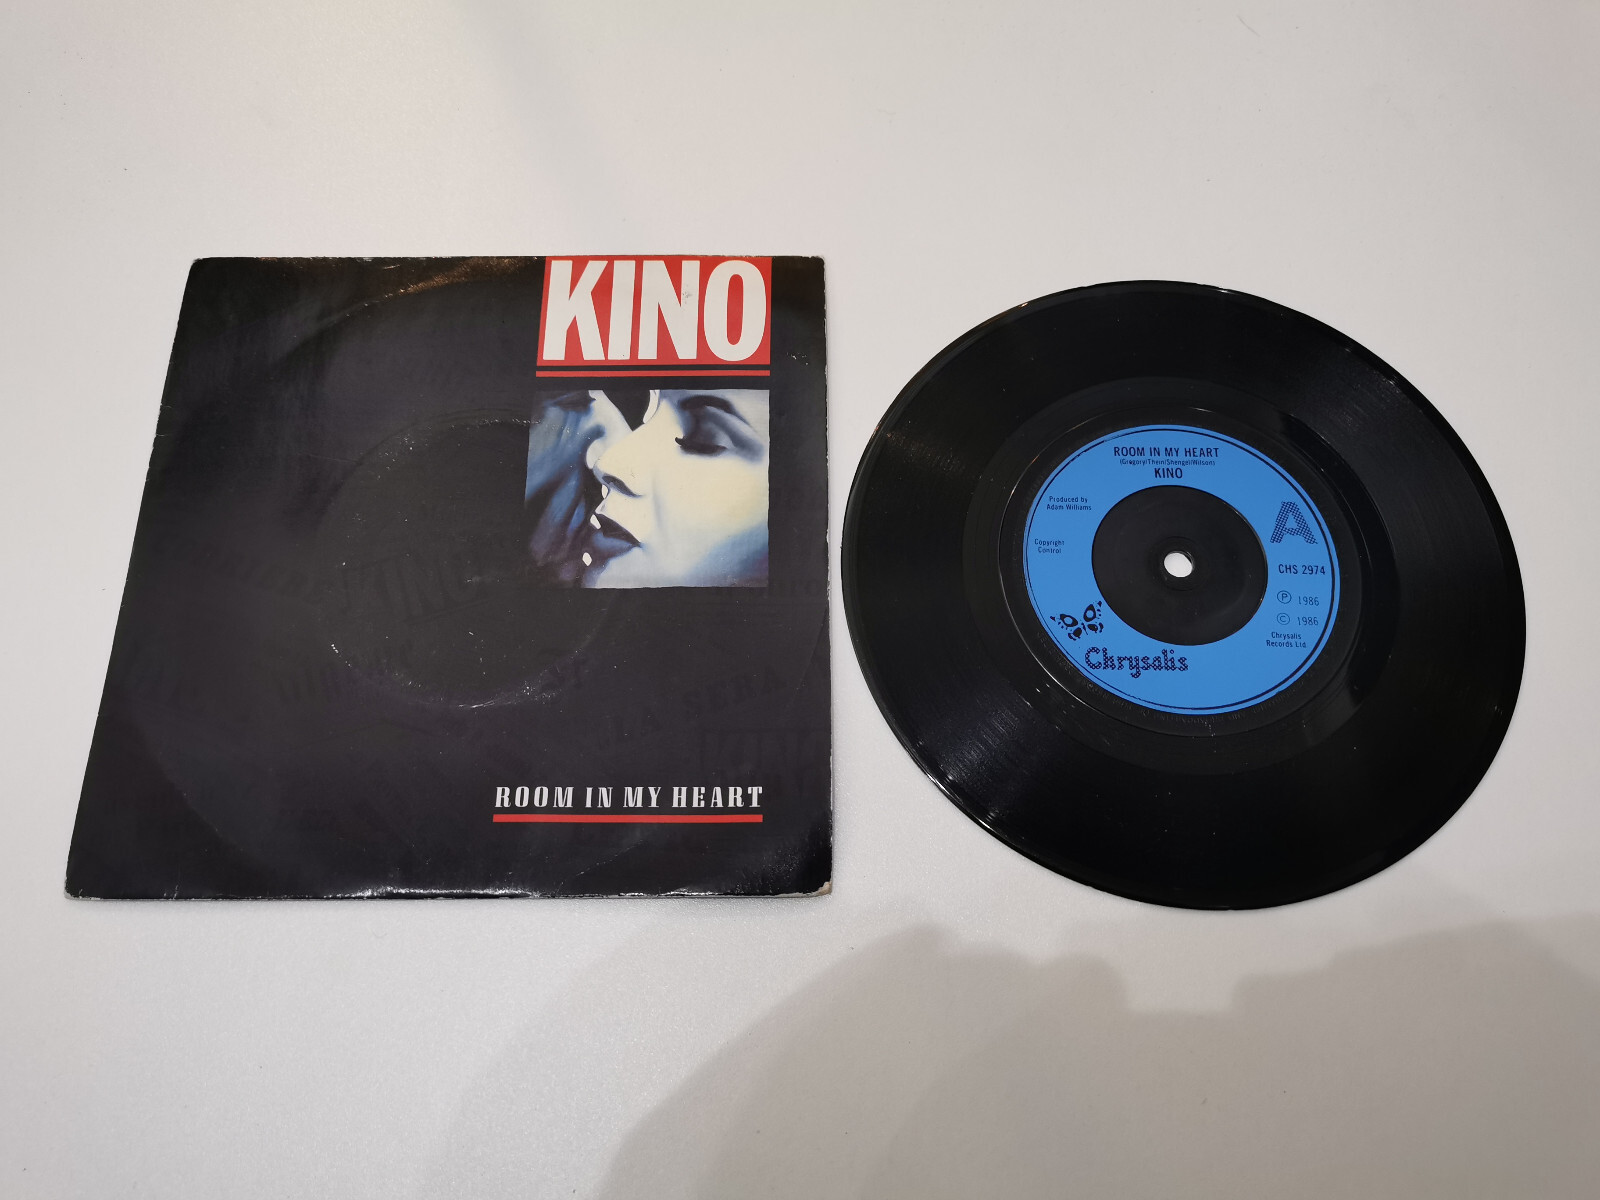 KINO
ROOM IN MY HEART
ROOM IN MY HEART
(Gregory/Thein/Shengel/Wilson)
KINO
Produced by
Adam Williams
A
Copyright
Control
CHS 2974
Ⓟ 1986
© 1986
Chrysalis
Records Ltd.
Chrysalis